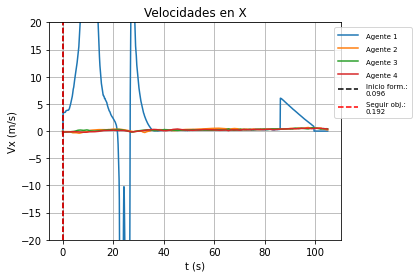 Velocidades en X
Agente 1
Agente 2
Agente 3
Agente 4
Inicio form.:
0.096
Seguir obj.:
0.192
20
15
10
5
0
−5
−10
−15
−20
Vx (m/s)
0
20
40
60
80
100
t (s)